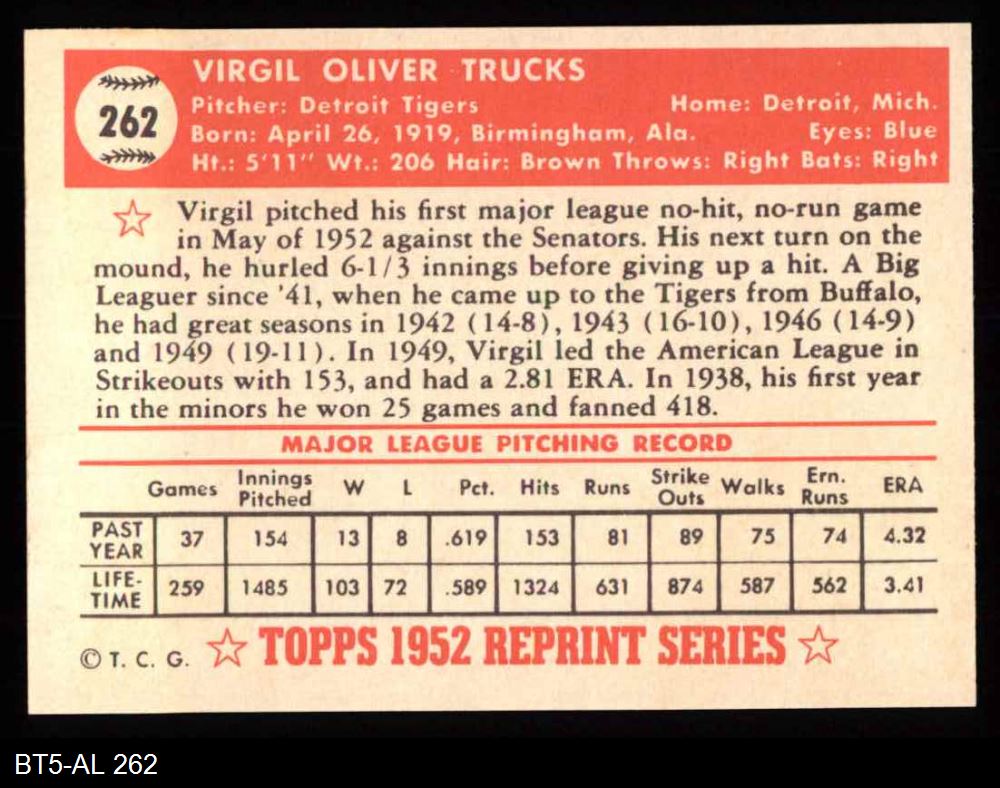 262
VIRGIL OLIVER TRUCKS
Pitcher: Detroit Tigers Home: Detroit, Mich.
Born: April 26, 1919, Birmingham, Ala. Eyes: Blue
Ht.: 5'11" Wt.: 206 Hair: Brown Throws: Right Bats: Right
Virgil pitched his first major league no-hit, no-run game
in May of 1952 against the Senators. His next turn on the
mound, he hurled 6-1/3 innings before giving up a hit. A Big
Leaguer since '41, when he came up to the Tigers from Buffalo,
he had great seasons in 1942 (14-8), 1943 (16-10), 1946 (14-9)
and 1949 (19-11). In 1949, Virgil led the American League in
Strikeouts with 153, and had a 2.81 ERA. In 1938, his first year
in the minors he won 25 games and fanned 418.
MAJOR LEAGUE PITCHING RECORD
Games Innings Pitched W L Pct. Hits Runs Strike Outs Walks Ern. Runs ERA
PAST YEAR 37 154 13 8 .619 153 81 89 75 74 4.32
LIFE-TIME 259 1485 103 72 .589 1324 631 874 587 562 3.41
© T. C. G. TOPPS 1952 REPRINT SERIES
BT5-AL 262